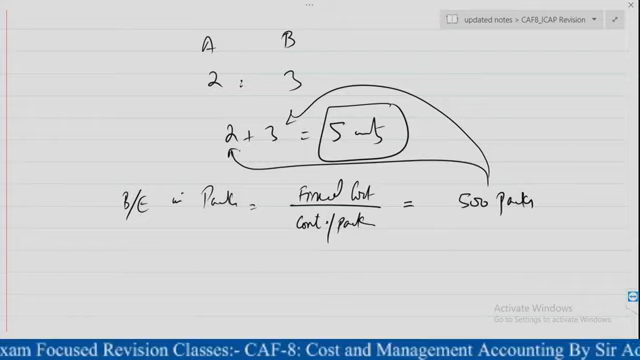 updated notes > CAF8_ICAP Revision
A B
2 : 3
2 + 3 = 5 units
B/E in Packs = Fixed Cost / Cont./pack = 500 Packs
Activate Windows
Go to Settings to activate Windows.
Exam Focused Revision Classes:- CAF-8: Cost and Management Accounting By Sir Ad